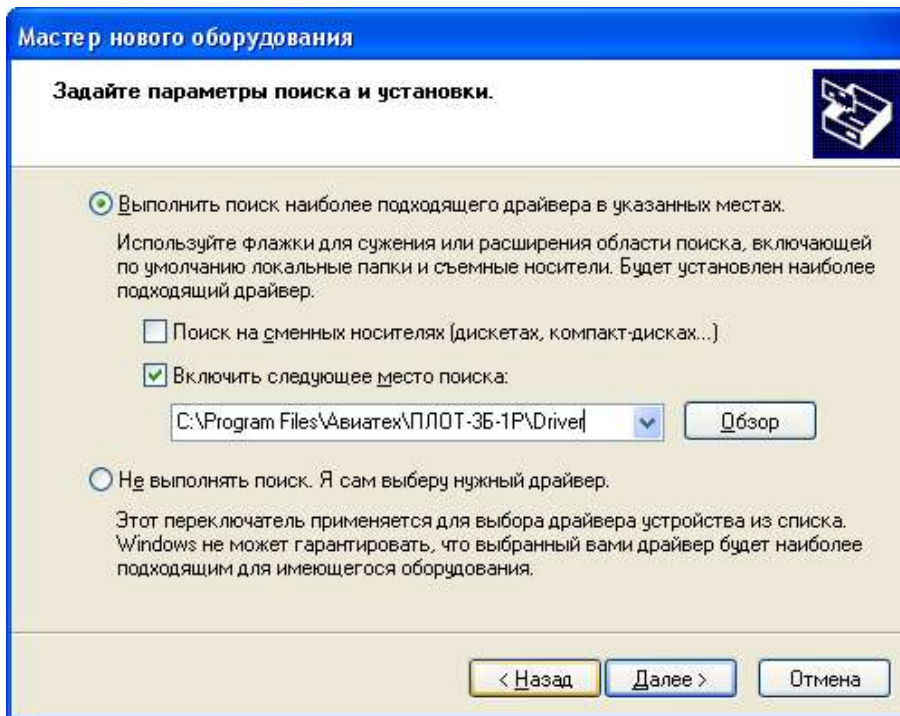 Мастер нового оборудования
Задайте параметры поиска и установки.
Выполнить поиск наиболее подходящего драйвера в указанных местах.
Используйте флажки для сужения или расширения области поиска, включающей
по умолчанию локальные папки и съемные носители. Будет установлен наиболее
подходящий драйвер.
Поиск на сменных носителях (дискетах, компакт-дисках...)
Включить следующее место поиска:
C:\Program Files\Авиатех\ПЛОТ-3Б-1Р\Driver
Обзор
Не выполнять поиск. Я сам выберу нужный драйвер.
Этот переключатель применяется для выбора драйвера устройства из списка.
Windows не может гарантировать, что выбранный вами драйвер будет наиболее
подходящим для имеющегося оборудования.
< Назад Далее > Отмена